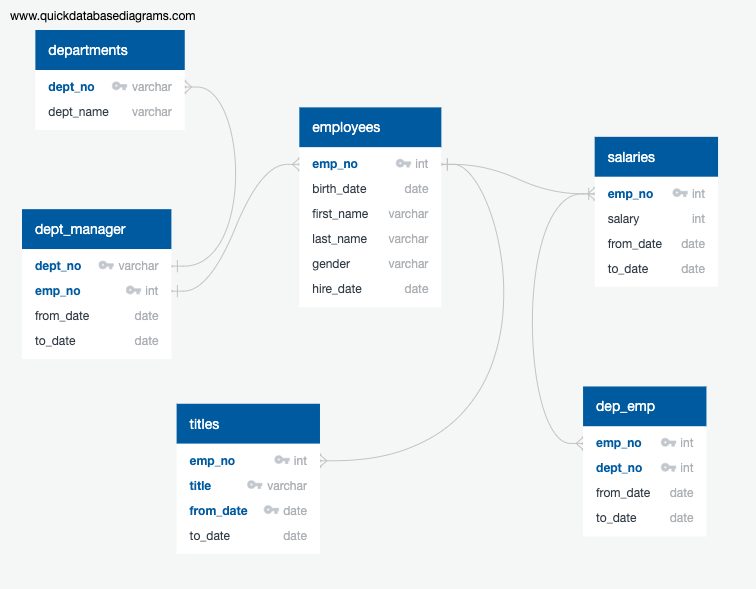 www.quickdatabasediagrams.com
departments
dept_no varchar
dept_name varchar
employees
emp_no int
birth_date date
first_name varchar
last_name varchar
gender varchar
hire_date date
salaries
emp_no int
salary int
from_date date
to_date date
dept_manager
dept_no varchar
emp_no int
from_date date
to_date date
titles
emp_no int
title varchar
from_date date
to_date date
dep_emp
emp_no int
dept_no int
from_date date
to_date date